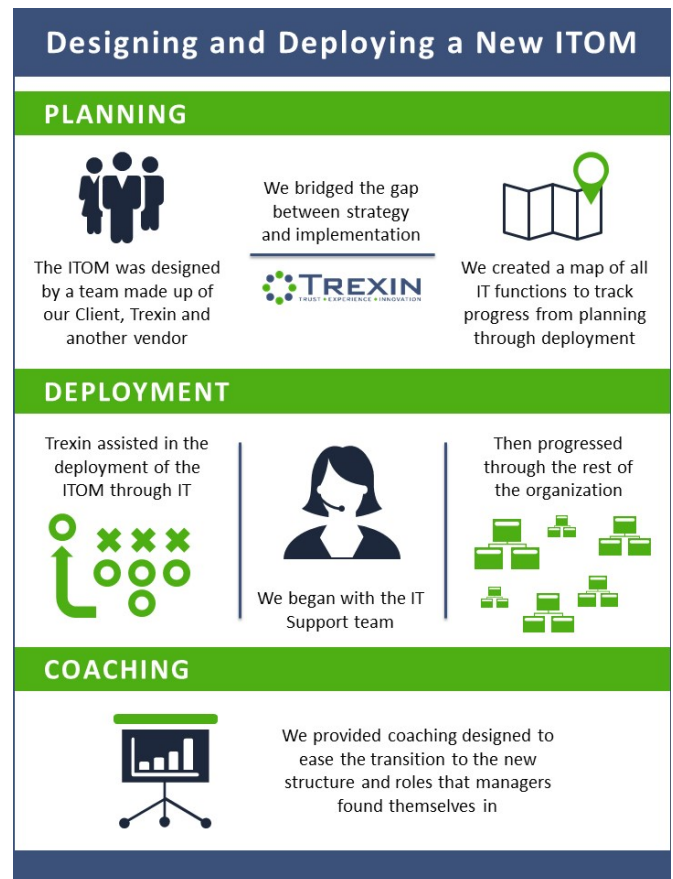 Designing and Deploying a New ITOM
PLANNING
The ITOM was designed
by a team made up of
our Client, Trexin and
another vendor
We bridged the gap
between strategy
and implementation
TREXIN
TRUST • EXPERIENCE • INNOVATION
We created a map of all
IT functions to track
progress from planning
through deployment
DEPLOYMENT
Trexin assisted in the
deployment of the
ITOM through IT
We began with the IT
Support team
Then progressed
through the rest of
the organization
COACHING
We provided coaching designed to
ease the transition to the new
structure and roles that managers
found themselves in